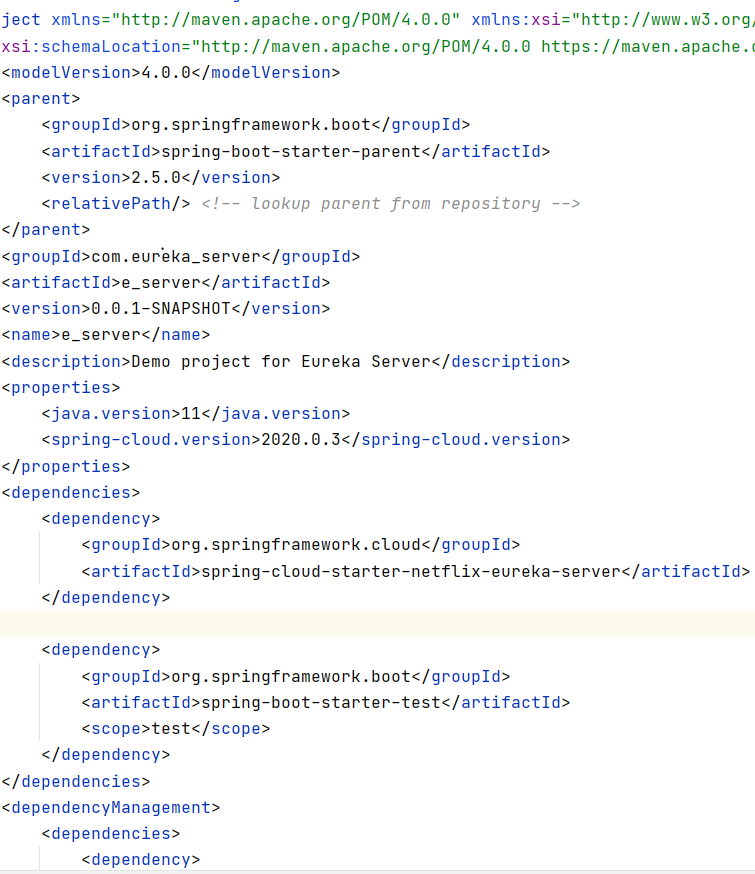 ject xmlns="http://maven.apache.org/POM/4.0.0" xmlns:xsi="http://www.w3.org/
xsi:schemaLocation="http://maven.apache.org/POM/4.0.0 https://maven.apache.o
<modelVersion>4.0.0</modelVersion>
<parent>
    <groupId>org.springframework.boot</groupId>
    <artifactId>spring-boot-starter-parent</artifactId>
    <version>2.5.0</version>
    <relativePath/> <!-- lookup parent from repository -->
</parent>
<groupId>com.eureka_server</groupId>
<artifactId>e_server</artifactId>
<version>0.0.1-SNAPSHOT</version>
<name>e_server</name>
<description>Demo project for Eureka Server</description>
<properties>
    <java.version>11</java.version>
    <spring-cloud.version>2020.0.3</spring-cloud.version>
</properties>
<dependencies>
    <dependency>
        <groupId>org.springframework.cloud</groupId>
        <artifactId>spring-cloud-starter-netflix-eureka-server</artifactId>
    </dependency>
    <dependency>
        <groupId>org.springframework.boot</groupId>
        <artifactId>spring-boot-starter-test</artifactId>
        <scope>test</scope>
    </dependency>
</dependencies>
<dependencyManagement>
    <dependencies>
        <dependency>